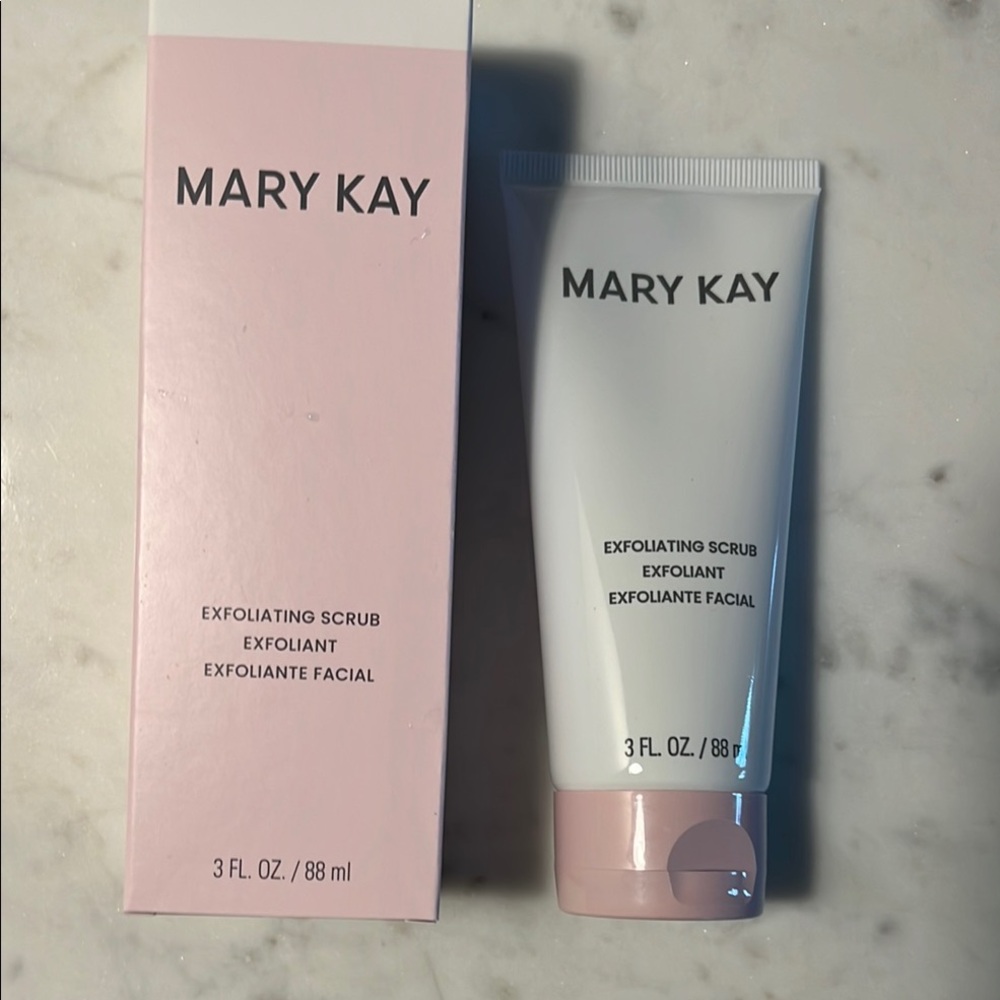 MARY KAY
EXFOLIATING SCRUB
EXFOLIANT
EXFOLIANTE FACIAL
3 FL. OZ. / 88 ml
MARY KAY
EXFOLIATING SCRUB
EXFOLIANT
EXFOLIANTE FACIAL
3 FL. OZ. / 88